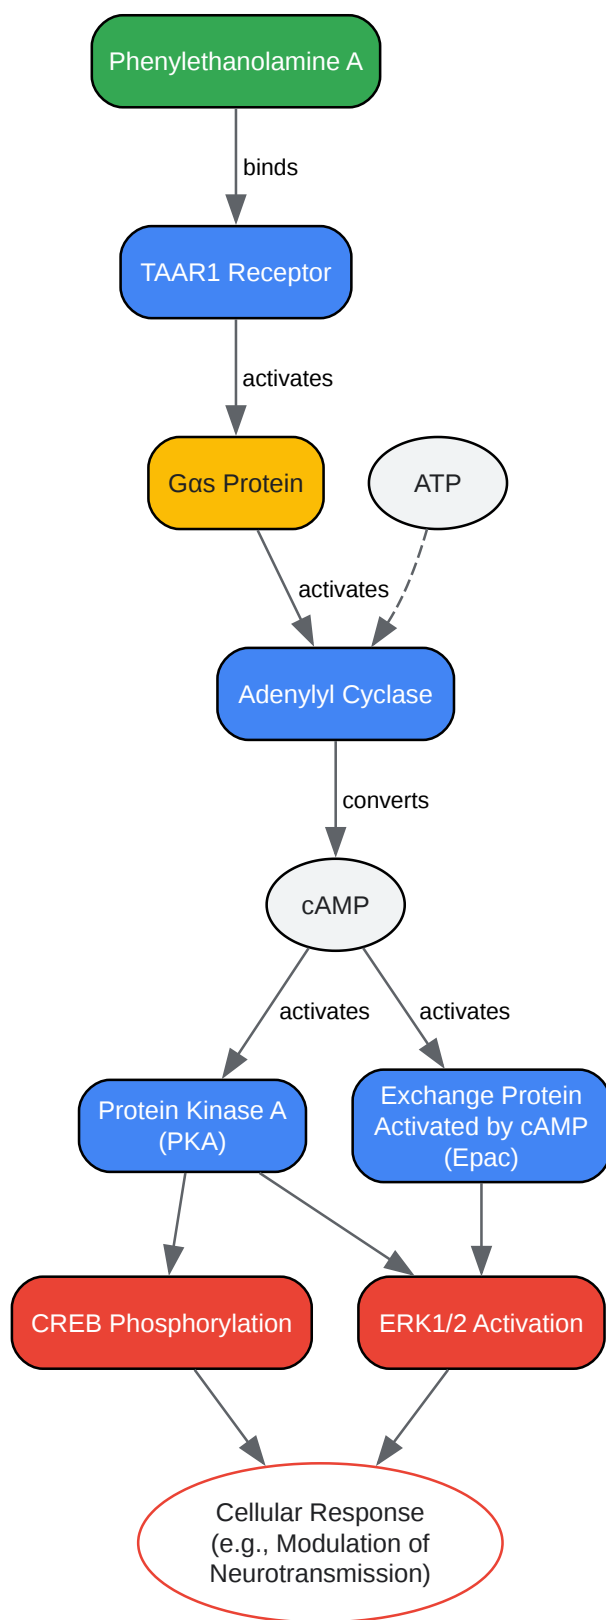 Phenylethanolamine A
binds
TAAR1 Receptor
activates
Gαs Protein
ATP
activates
Adenylyl Cyclase
converts
cAMP
activates
activates
Protein Kinase A
(PKA)
Exchange Protein
Activated by cAMP
(Epac)
CREB Phosphorylation
ERK1/2 Activation
Cellular Response
(e.g., Modulation of
Neurotransmission)